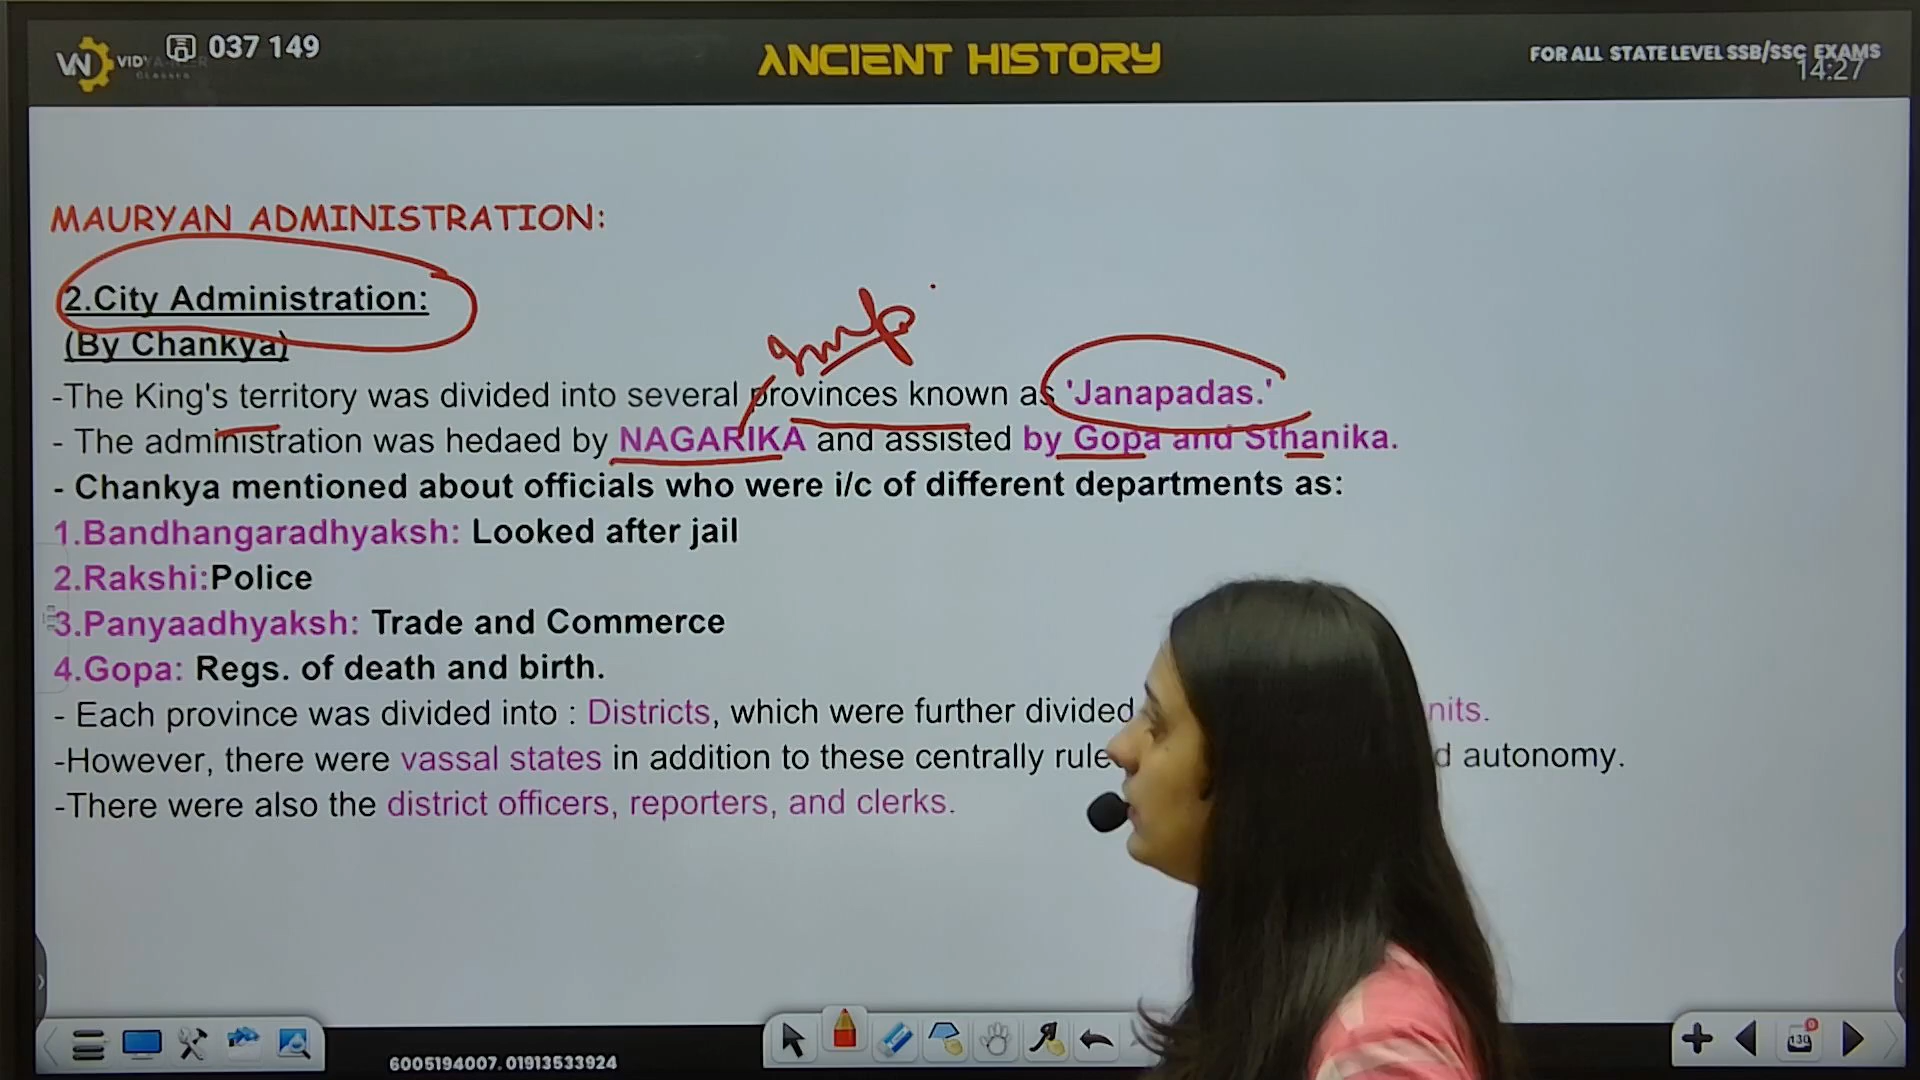 VIDYA
CLASSES
037 149
ANCIENT HISTORY
FOR ALL STATE LEVEL SSB/SSC EXAMS
14:27
MAURYAN ADMINISTRATION:
2.City Administration:
(By Chankya)
Imp
-The King's territory was divided into several provinces known as 'Janapadas.'
- The administration was hedaed by NAGARIKA and assisted by Gopa and Sthanika.
- Chankya mentioned about officials who were i/c of different departments as:
1.Bandhangaradhyaksh: Looked after jail
2.Rakshi:Police
3.Panyaadhyaksh: Trade and Commerce
4.Gopa: Regs. of death and birth.
- Each province was divided into : Districts, which were further divided nits.
-However, there were vassal states in addition to these centrally rule d autonomy.
-There were also the district officers, reporters, and clerks.
6005194007. 01913533924
130